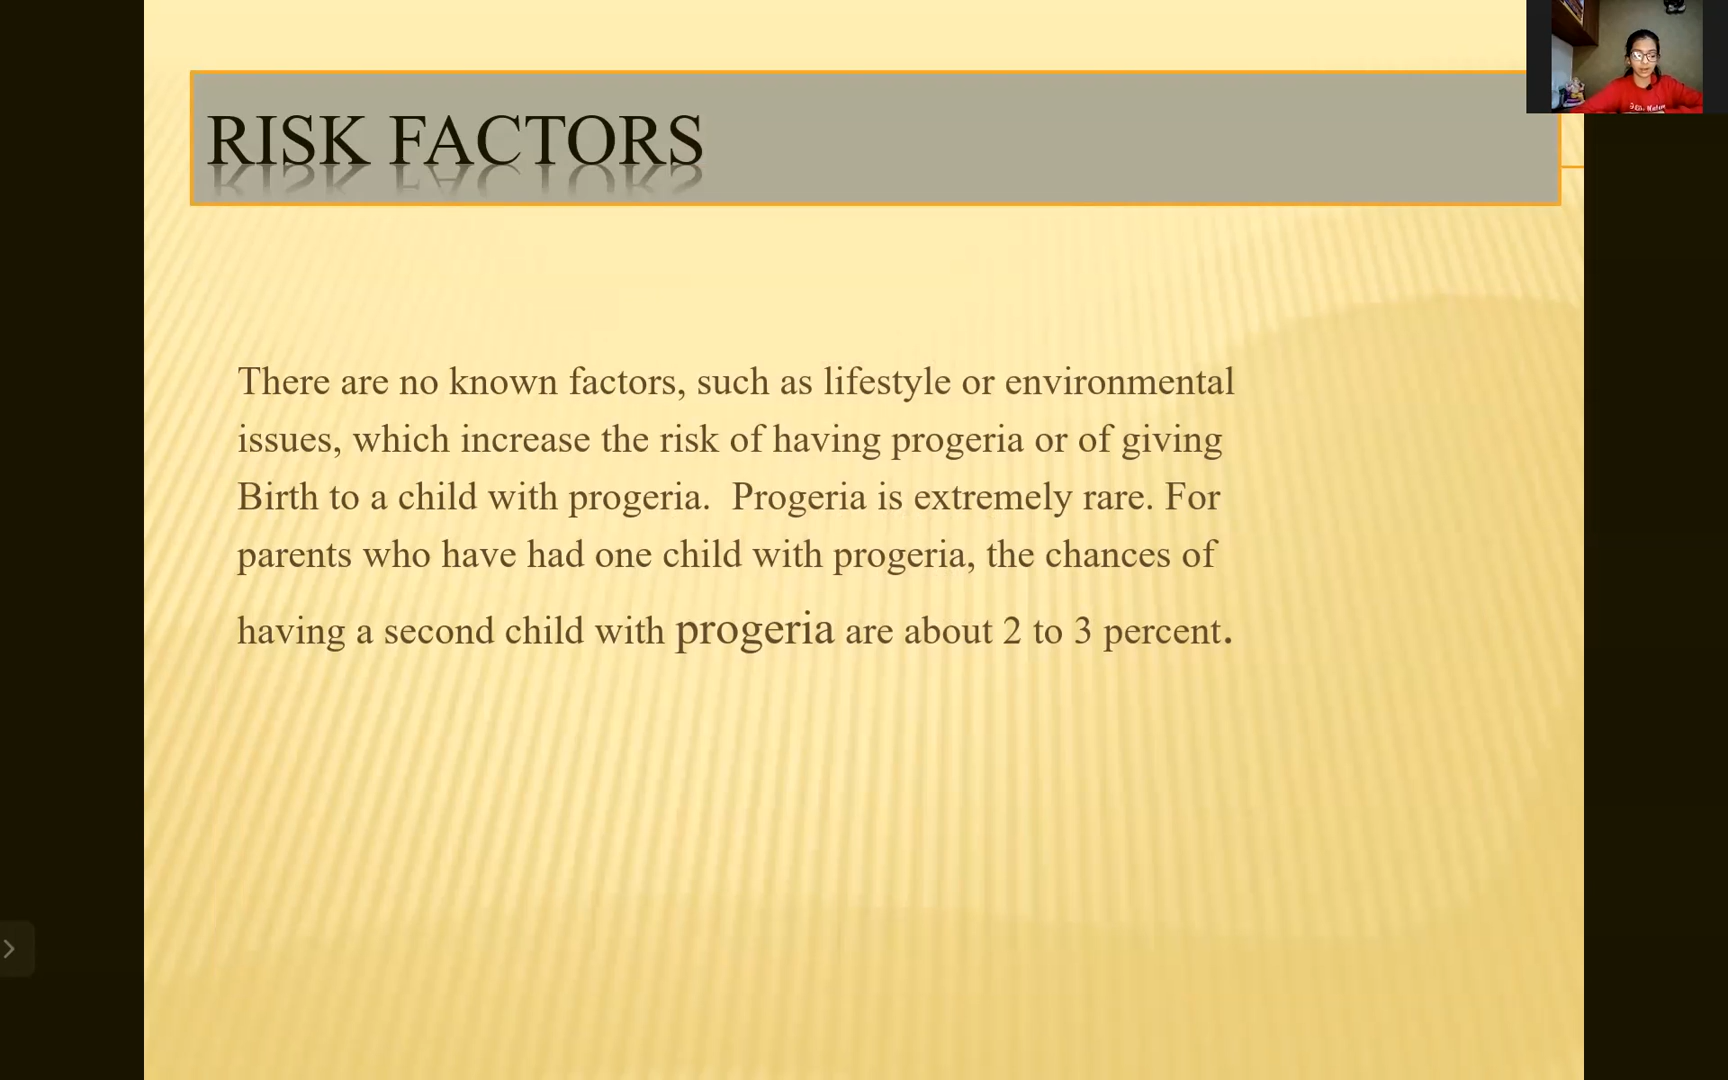 RISK FACTORS
There are no known factors, such as lifestyle or environmental
issues, which increase the risk of having progeria or of giving
Birth to a child with progeria.  Progeria is extremely rare. For
parents who have had one child with progeria, the chances of
having a second child with progeria are about 2 to 3 percent.